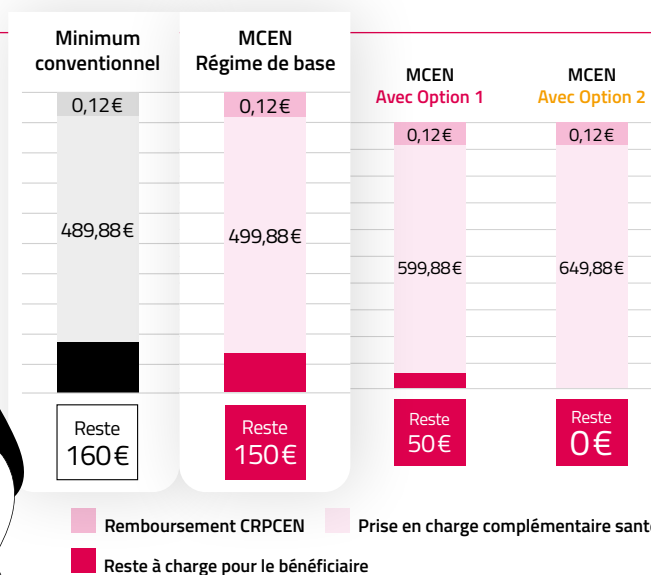 Minimum
conventionnel
0,12€
489,88€
Reste
160€
MCEN
Régime de base
0,12€
499,88€
Reste
150€
MCEN
Avec Option 1
0,12€
599,88€
Reste
50€
MCEN
Avec Option 2
0,12€
649,88€
Reste
0€
Remboursement CRPCEN
Prise en charge complémentaire sant
Reste à charge pour le bénéficiaire